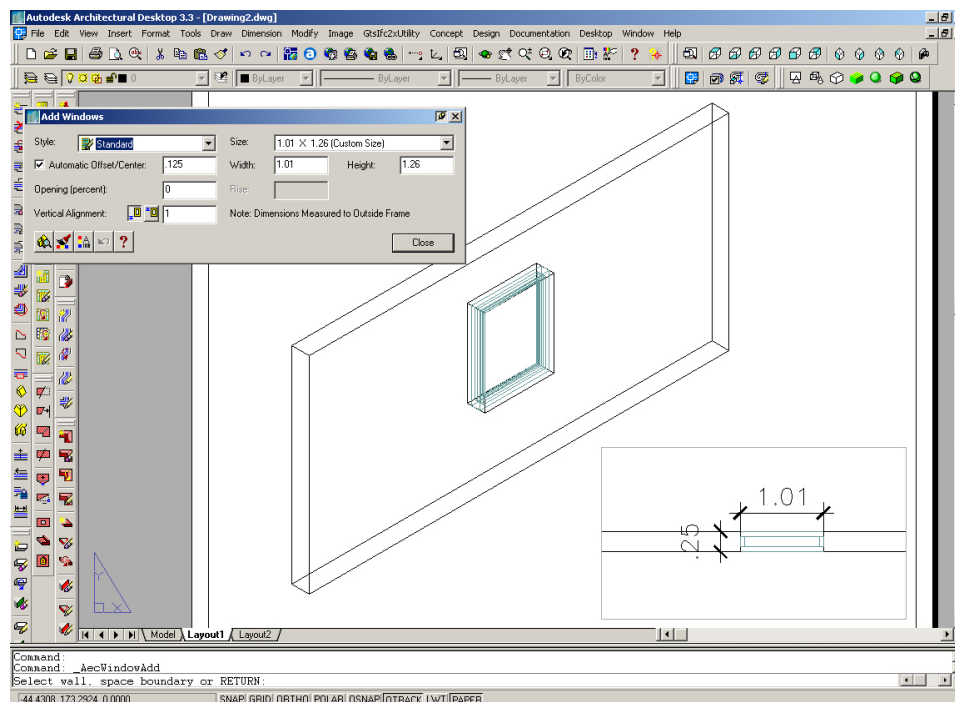 Autodesk Architectural Desktop 3.3 - [Drawing2.dwg]
File Edit View Insert Format Tools Draw Dimension Modify Image GtsIfc2xUtility Concept Design Documentation Desktop Window Help
0 ByLayer ByLayer ByLayer ByColor
Add Windows
Style: Standard Size: 1.01 X 1.26 (Custom Size)
Automatic Offset/Center: .125 Width: 1.01 Height: 1.26
Opening (percent): 0 Rise:
Vertical Alignment: 1 Note: Dimensions Measured to Outside Frame
Close
1.01
.25
Y
X
Model Layout1 Layout2
Command:
Command: _AecWindowAdd
Select wall, space boundary or RETURN:
-44.4308, 173.2924, 0.0000 SNAP GRID ORTHO POLAR OSNAP OTRACK LWT PAPER